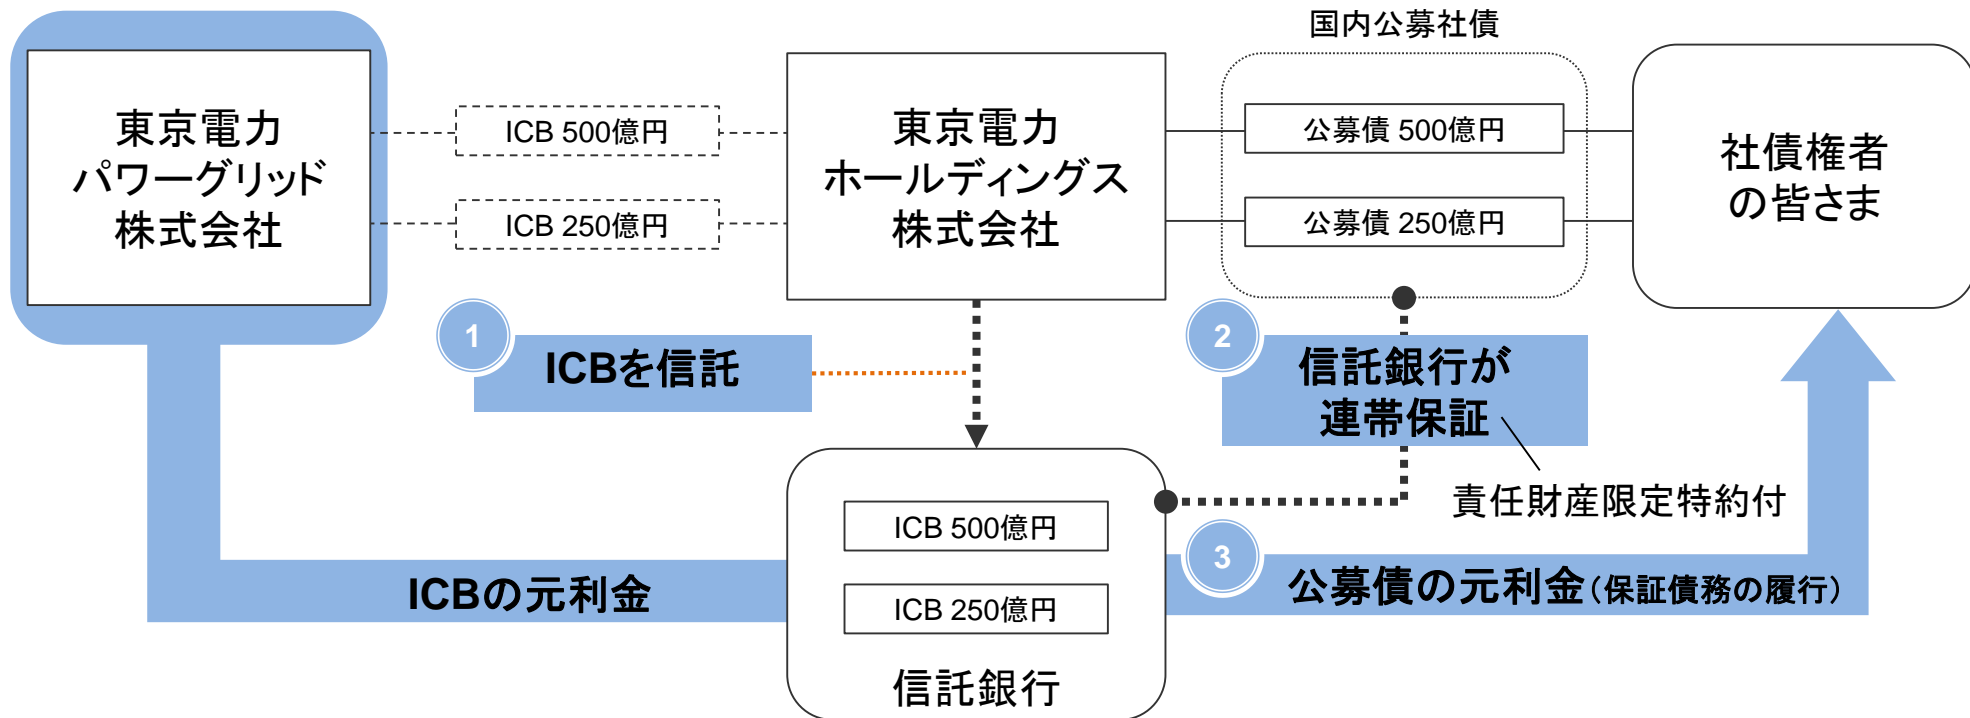 国内公募社債
東京電力
パワーグリッド
株式会社
ICB 500億円
ICB 250億円
東京電力
ホールディングス
株式会社
公募債 500億円
公募債 250億円
社債権者
の皆さま
1
ICBを信託
2
信託銀行が
連帯保証
責任財産限定特約付
ICB 500億円
ICB 250億円
信託銀行
ICBの元利金
3
公募債の元利金(保証債務の履行)